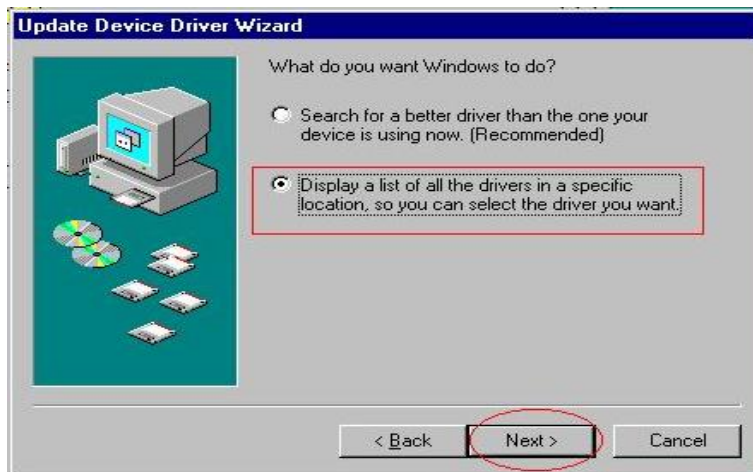 Update Device Driver Wizard
What do you want Windows to do?
Search for a better driver than the one your
device is using now. (Recommended)
Display a list of all the drivers in a specific
location, so you can select the driver you want.
< Back
Next >
Cancel